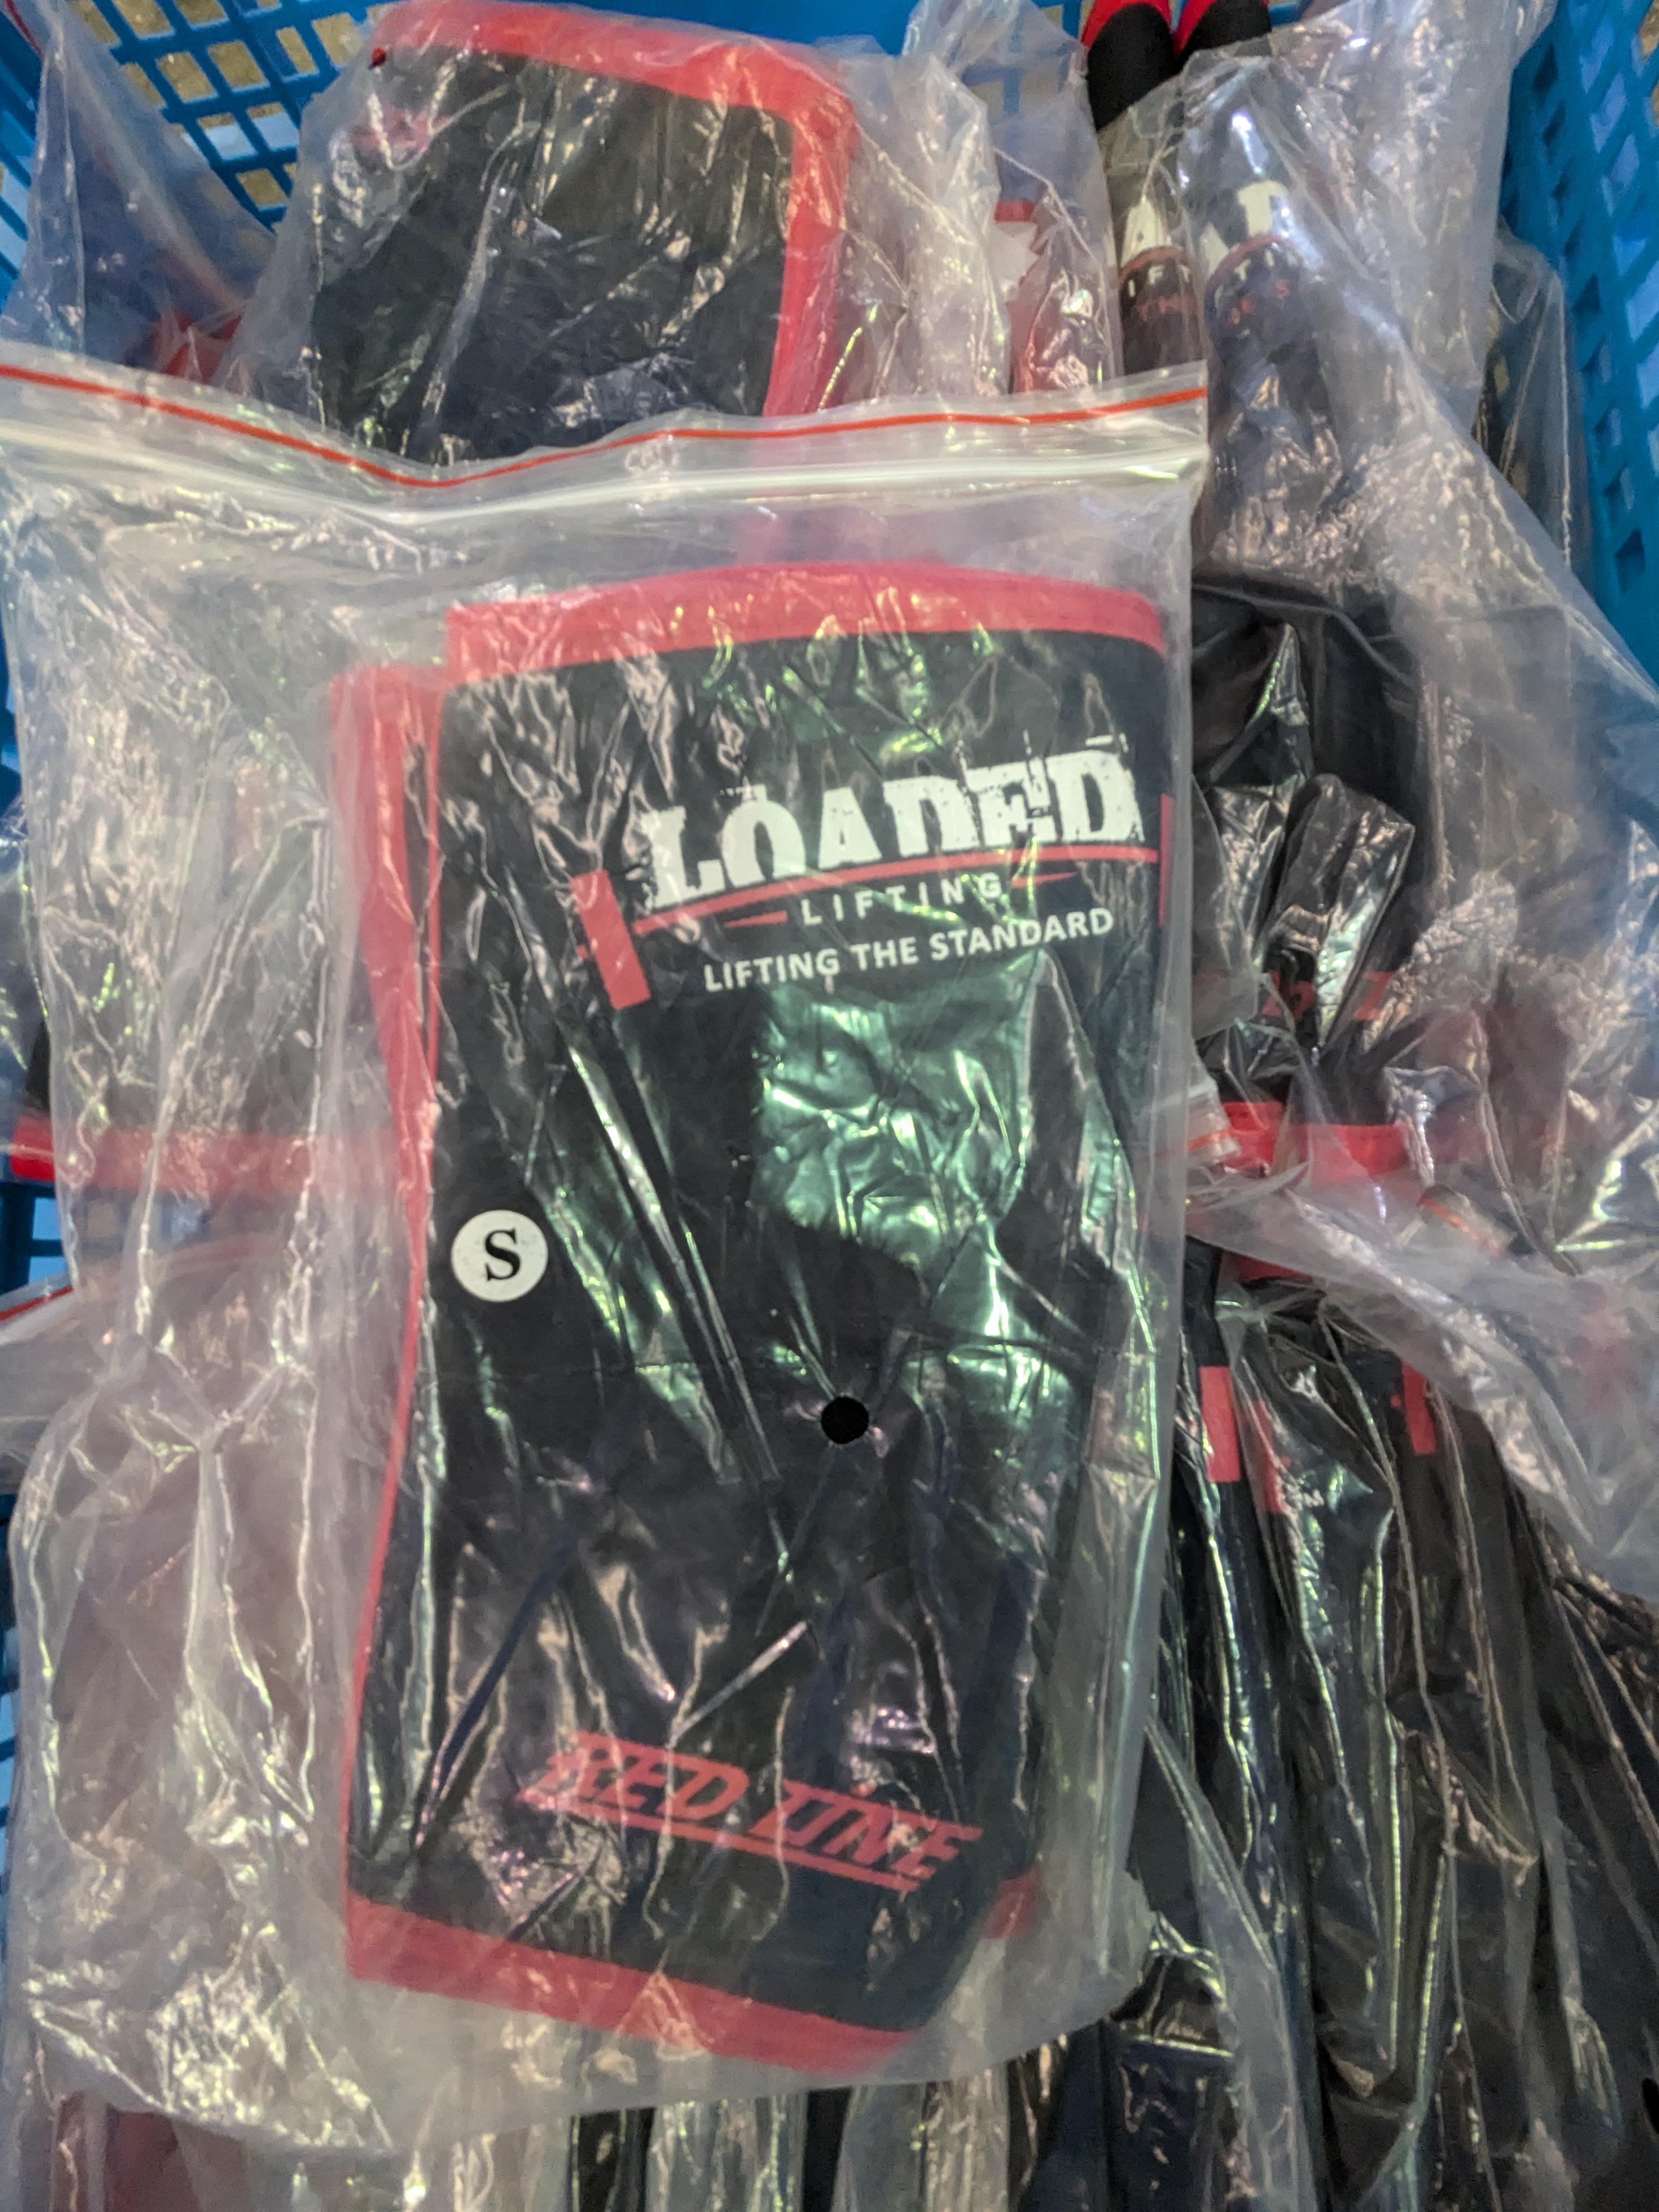 LOADED
LIFTING
LIFTING THE STANDARD
S
RED LINE